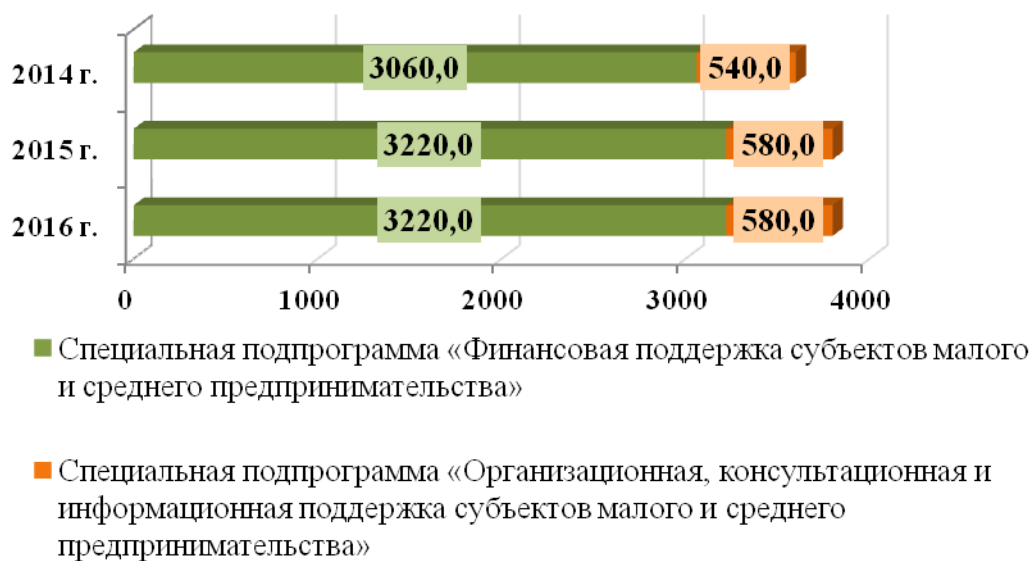 2014 г.
3060,0
540,0
2015 г.
3220,0
580,0
2016 г.
3220,0
580,0
0
1000
2000
3000
4000
Специальная подпрограмма «Финансовая поддержка субъектов малого
и среднего предпринимательства»
Специальная подпрограмма «Организационная, консультационная и
информационная поддержка субъектов малого и среднего
предпринимательства»